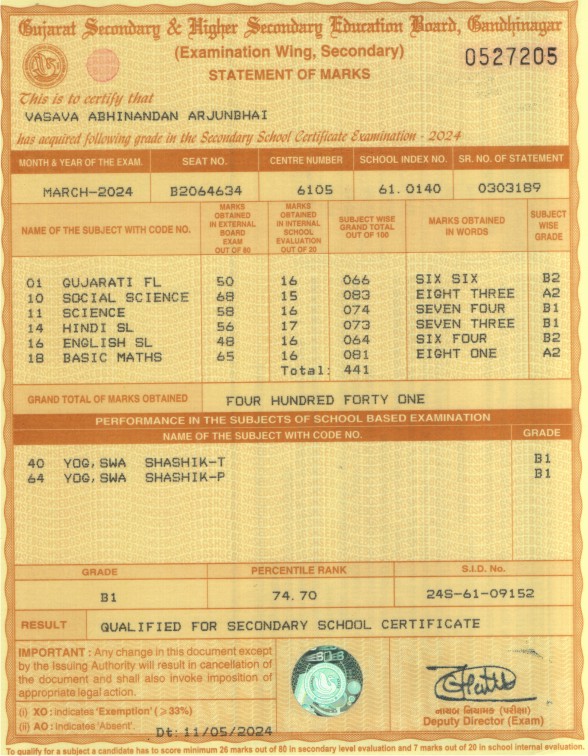 Gujarat Secondary & Higher Secondary Education Board, Gandhinagar
(Examination Wing, Secondary)
0527205
STATEMENT OF MARKS
This is to certify that
VASAVA ABHINANDAN ARJUNBHAI
has acquired following grade in the Secondary School Certificate Examination - 2024
MONTH & YEAR OF THE EXAM. SEAT NO. CENTRE NUMBER SCHOOL INDEX NO. SR. NO. OF STATEMENT
MARCH-2024 B2064634 6105 61.0140 0303189
NAME OF THE SUBJECT WITH CODE NO. MARKS OBTAINED IN EXTERNAL BOARD EXAM OUT OF 80 MARKS OBTAINED IN INTERNAL SCHOOL EVALUATION OUT OF 20 SUBJECT WISE GRAND TOTAL OUT OF 100 MARKS OBTAINED IN WORDS SUBJECT WISE GRADE
01 GUJARATI FL 50 16 066 SIX SIX B2
10 SOCIAL SCIENCE 68 15 083 EIGHT THREE A2
11 SCIENCE 58 16 074 SEVEN FOUR B1
14 HINDI SL 56 17 073 SEVEN THREE B1
16 ENGLISH SL 48 16 064 SIX FOUR B2
18 BASIC MATHS 65 16 081 EIGHT ONE A2
Total: 441
GRAND TOTAL OF MARKS OBTAINED FOUR HUNDRED FORTY ONE
PERFORMANCE IN THE SUBJECTS OF SCHOOL BASED EXAMINATION
NAME OF THE SUBJECT WITH CODE NO. GRADE
40 YOG,SWA SHASHIK-T B1
64 YOG,SWA SHASHIK-P B1
GRADE PERCENTILE RANK S.I.D. No.
B1 74.70 24S-61-09152
RESULT QUALIFIED FOR SECONDARY SCHOOL CERTIFICATE
IMPORTANT : Any change in this document except
by the Issuing Authority will result in cancellation of
the document and shall also invoke imposition of
appropriate legal action.
(i) XO : indicates 'Exemption' (≥33%)
(ii) AO : Indicates 'Absent'.
Dt: 11/05/2024
નાયબ નિયામક (પરીક્ષા)
Deputy Director (Exam)
To qualify for a subject a candidate has to score minimum 26 marks out of 80 in secondary level evaluation and 7 marks out of 20 in school internal evaluation.